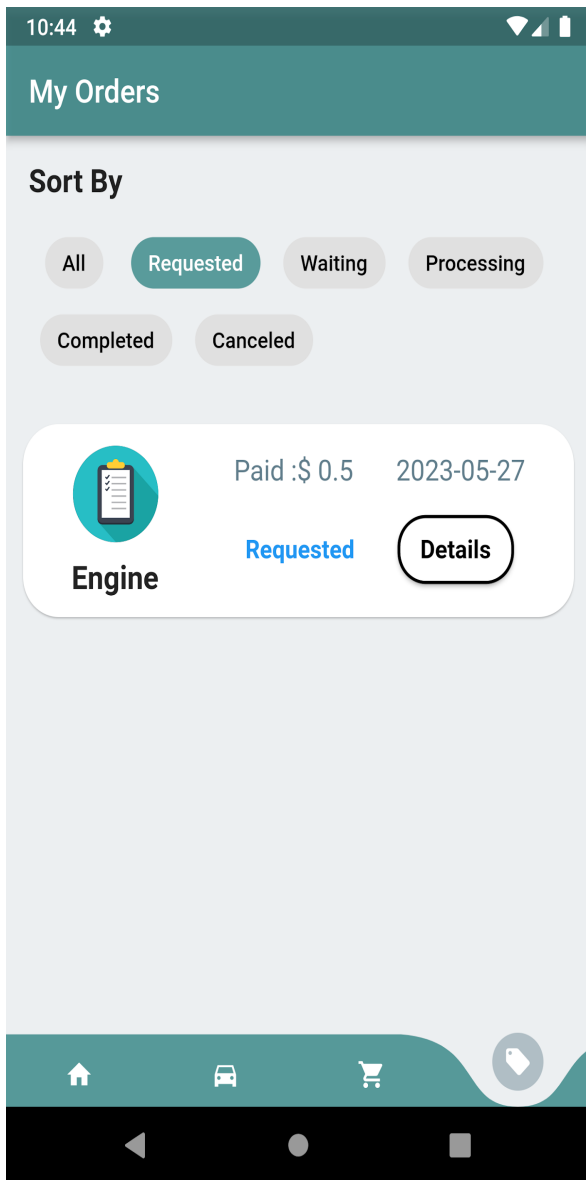 10:44
My Orders
Sort By
All Requested Waiting Processing
Completed Canceled
Paid :$ 0.5 2023-05-27
Requested Details
Engine